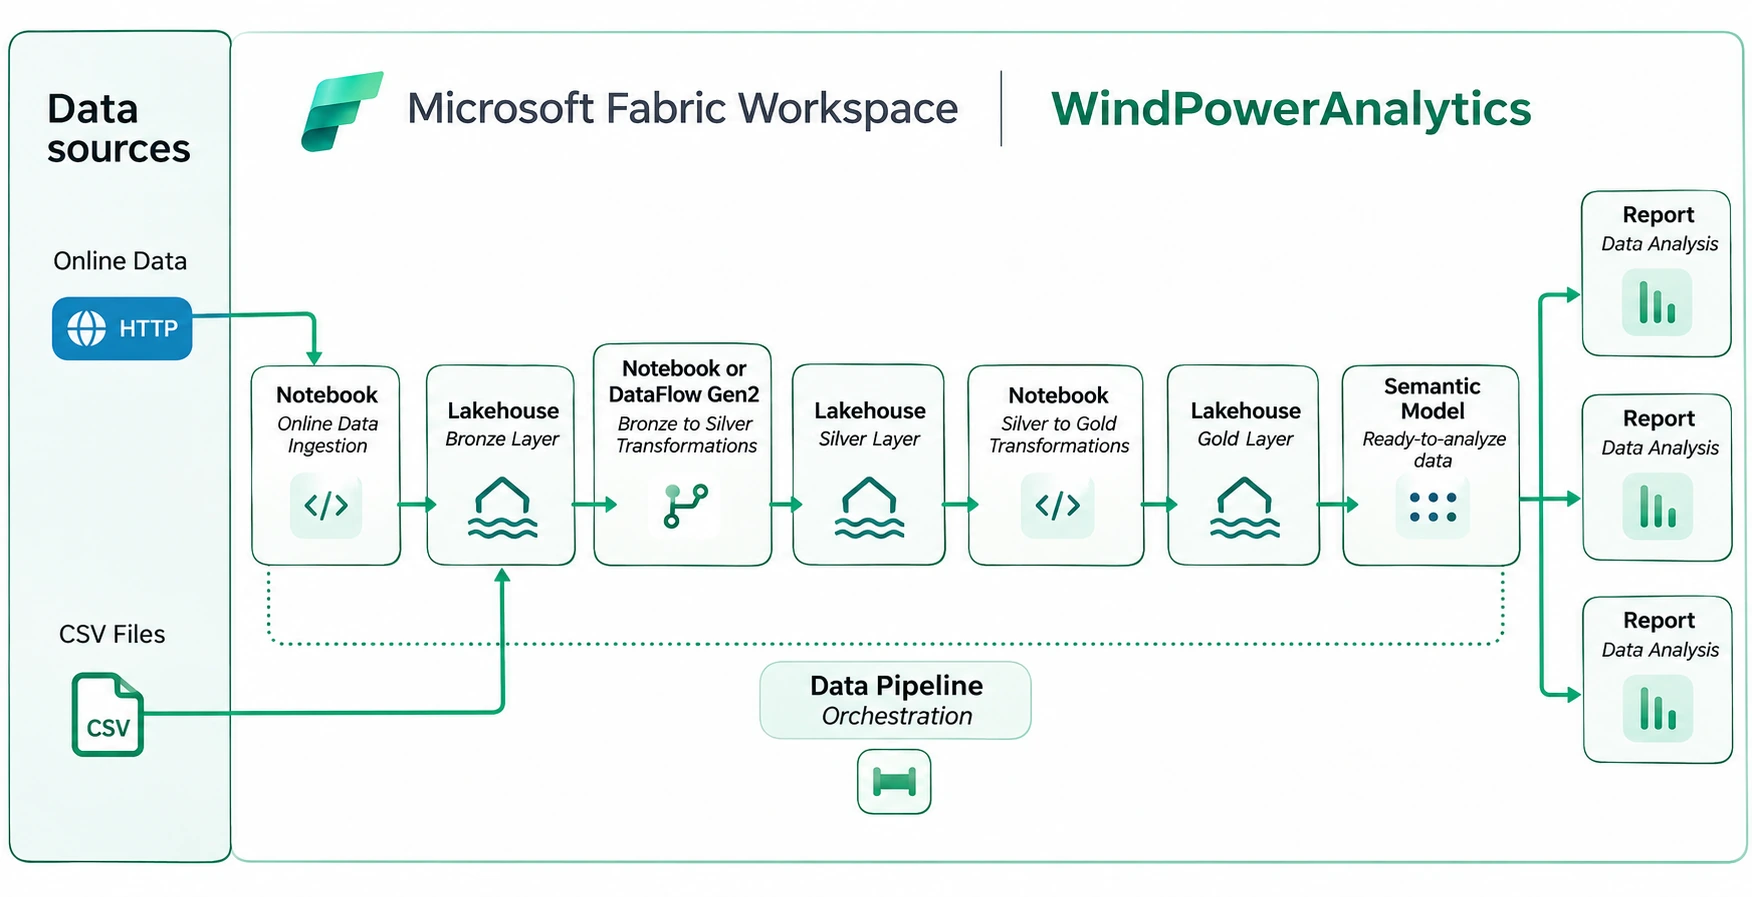 Data
sources
Microsoft Fabric Workspace
WindPowerAnalytics
Online Data
HTTP
CSV Files
CSV
Notebook
Online Data
Ingestion
Lakehouse
Bronze Layer
Notebook or
DataFlow Gen2
Bronze to Silver
Transformations
Lakehouse
Silver Layer
Notebook
Silver to Gold
Transformations
Lakehouse
Gold Layer
Semantic
Model
Ready-to-analyze
data
Report
Data Analysis
Report
Data Analysis
Report
Data Analysis
Data Pipeline
Orchestration